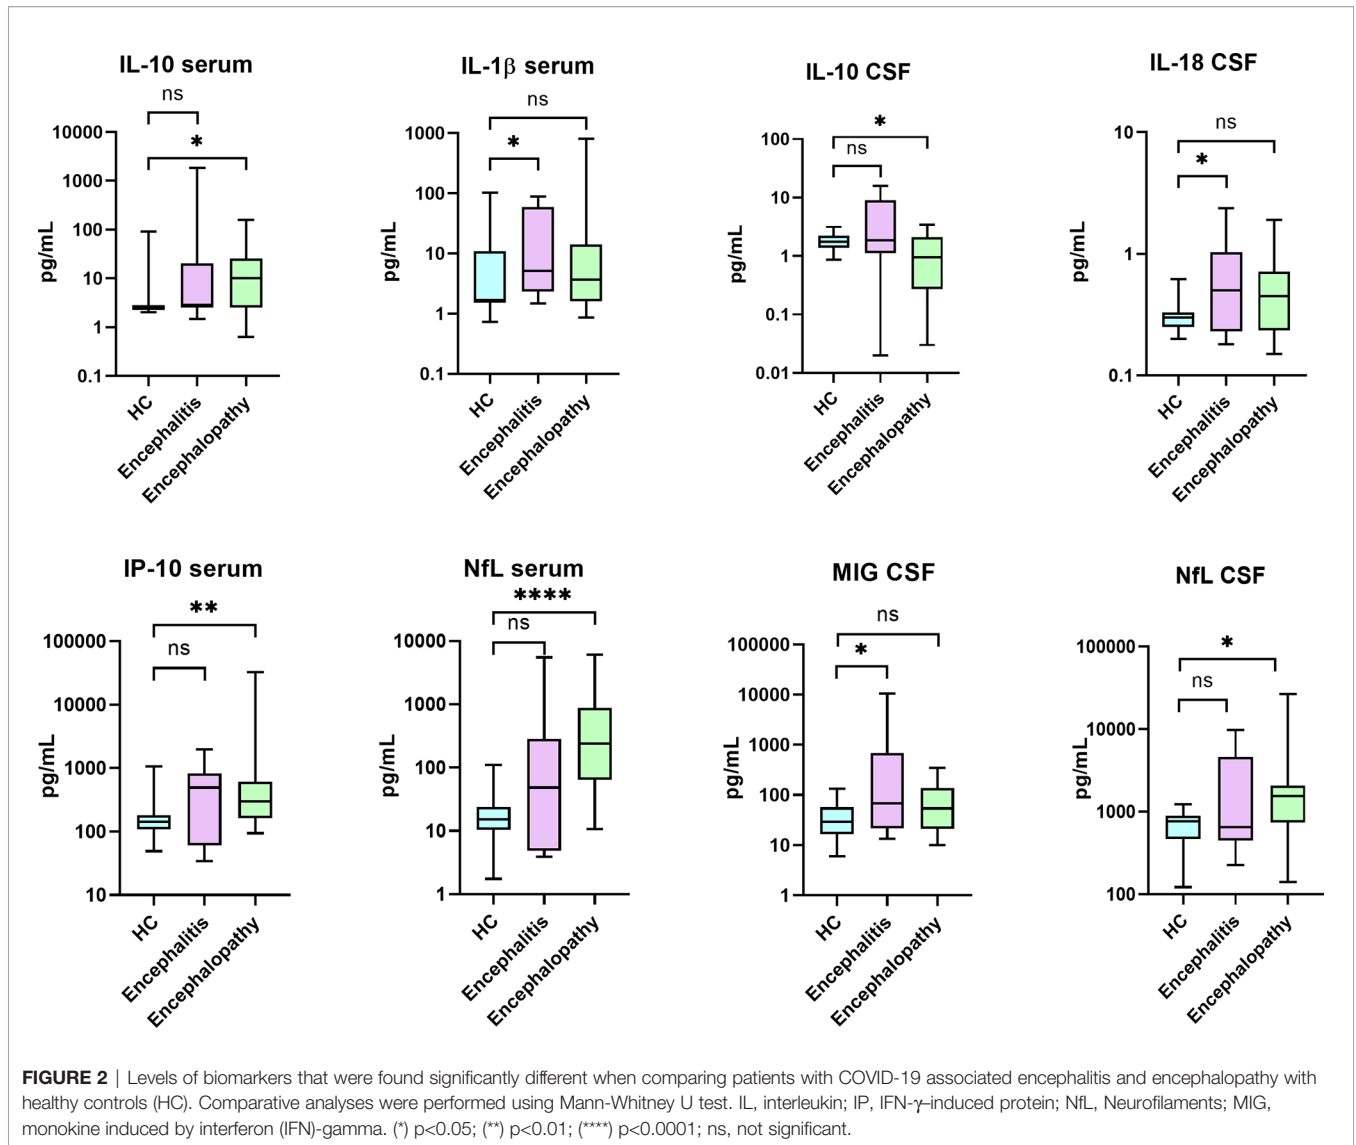 IL-10 serum
ns
*
10000
1000
100
10
1
0.1
pg/mL
HC
Encephalitis
Encephalopathy
IL-1β serum
ns
*
1000
100
10
1
0.1
pg/mL
HC
Encephalitis
Encephalopathy
IL-10 CSF
*
ns
100
10
1
0.1
0.01
pg/mL
HC
Encephalitis
Encephalopathy
IL-18 CSF
ns
*
10
1
0.1
pg/mL
HC
Encephalitis
Encephalopathy
IP-10 serum
**
ns
100000
10000
1000
100
10
pg/mL
HC
Encephalitis
Encephalopathy
NfL serum
****
ns
10000
1000
100
10
1
pg/mL
HC
Encephalitis
Encephalopathy
MIG CSF
ns
*
100000
10000
1000
100
10
1
pg/mL
HC
Encephalitis
Encephalopathy
NfL CSF
*
ns
100000
10000
1000
100
pg/mL
HC
Encephalitis
Encephalopathy
FIGURE 2 | Levels of biomarkers that were found significantly different when comparing patients with COVID-19 associated encephalitis and encephalopathy with
healthy controls (HC). Comparative analyses were performed using Mann-Whitney U test. IL, interleukin; IP, IFN-γ–induced protein; NfL, Neurofilaments; MIG,
monokine induced by interferon (IFN)-gamma. (*) p<0.05; (**) p<0.01; (****) p<0.0001; ns, not significant.